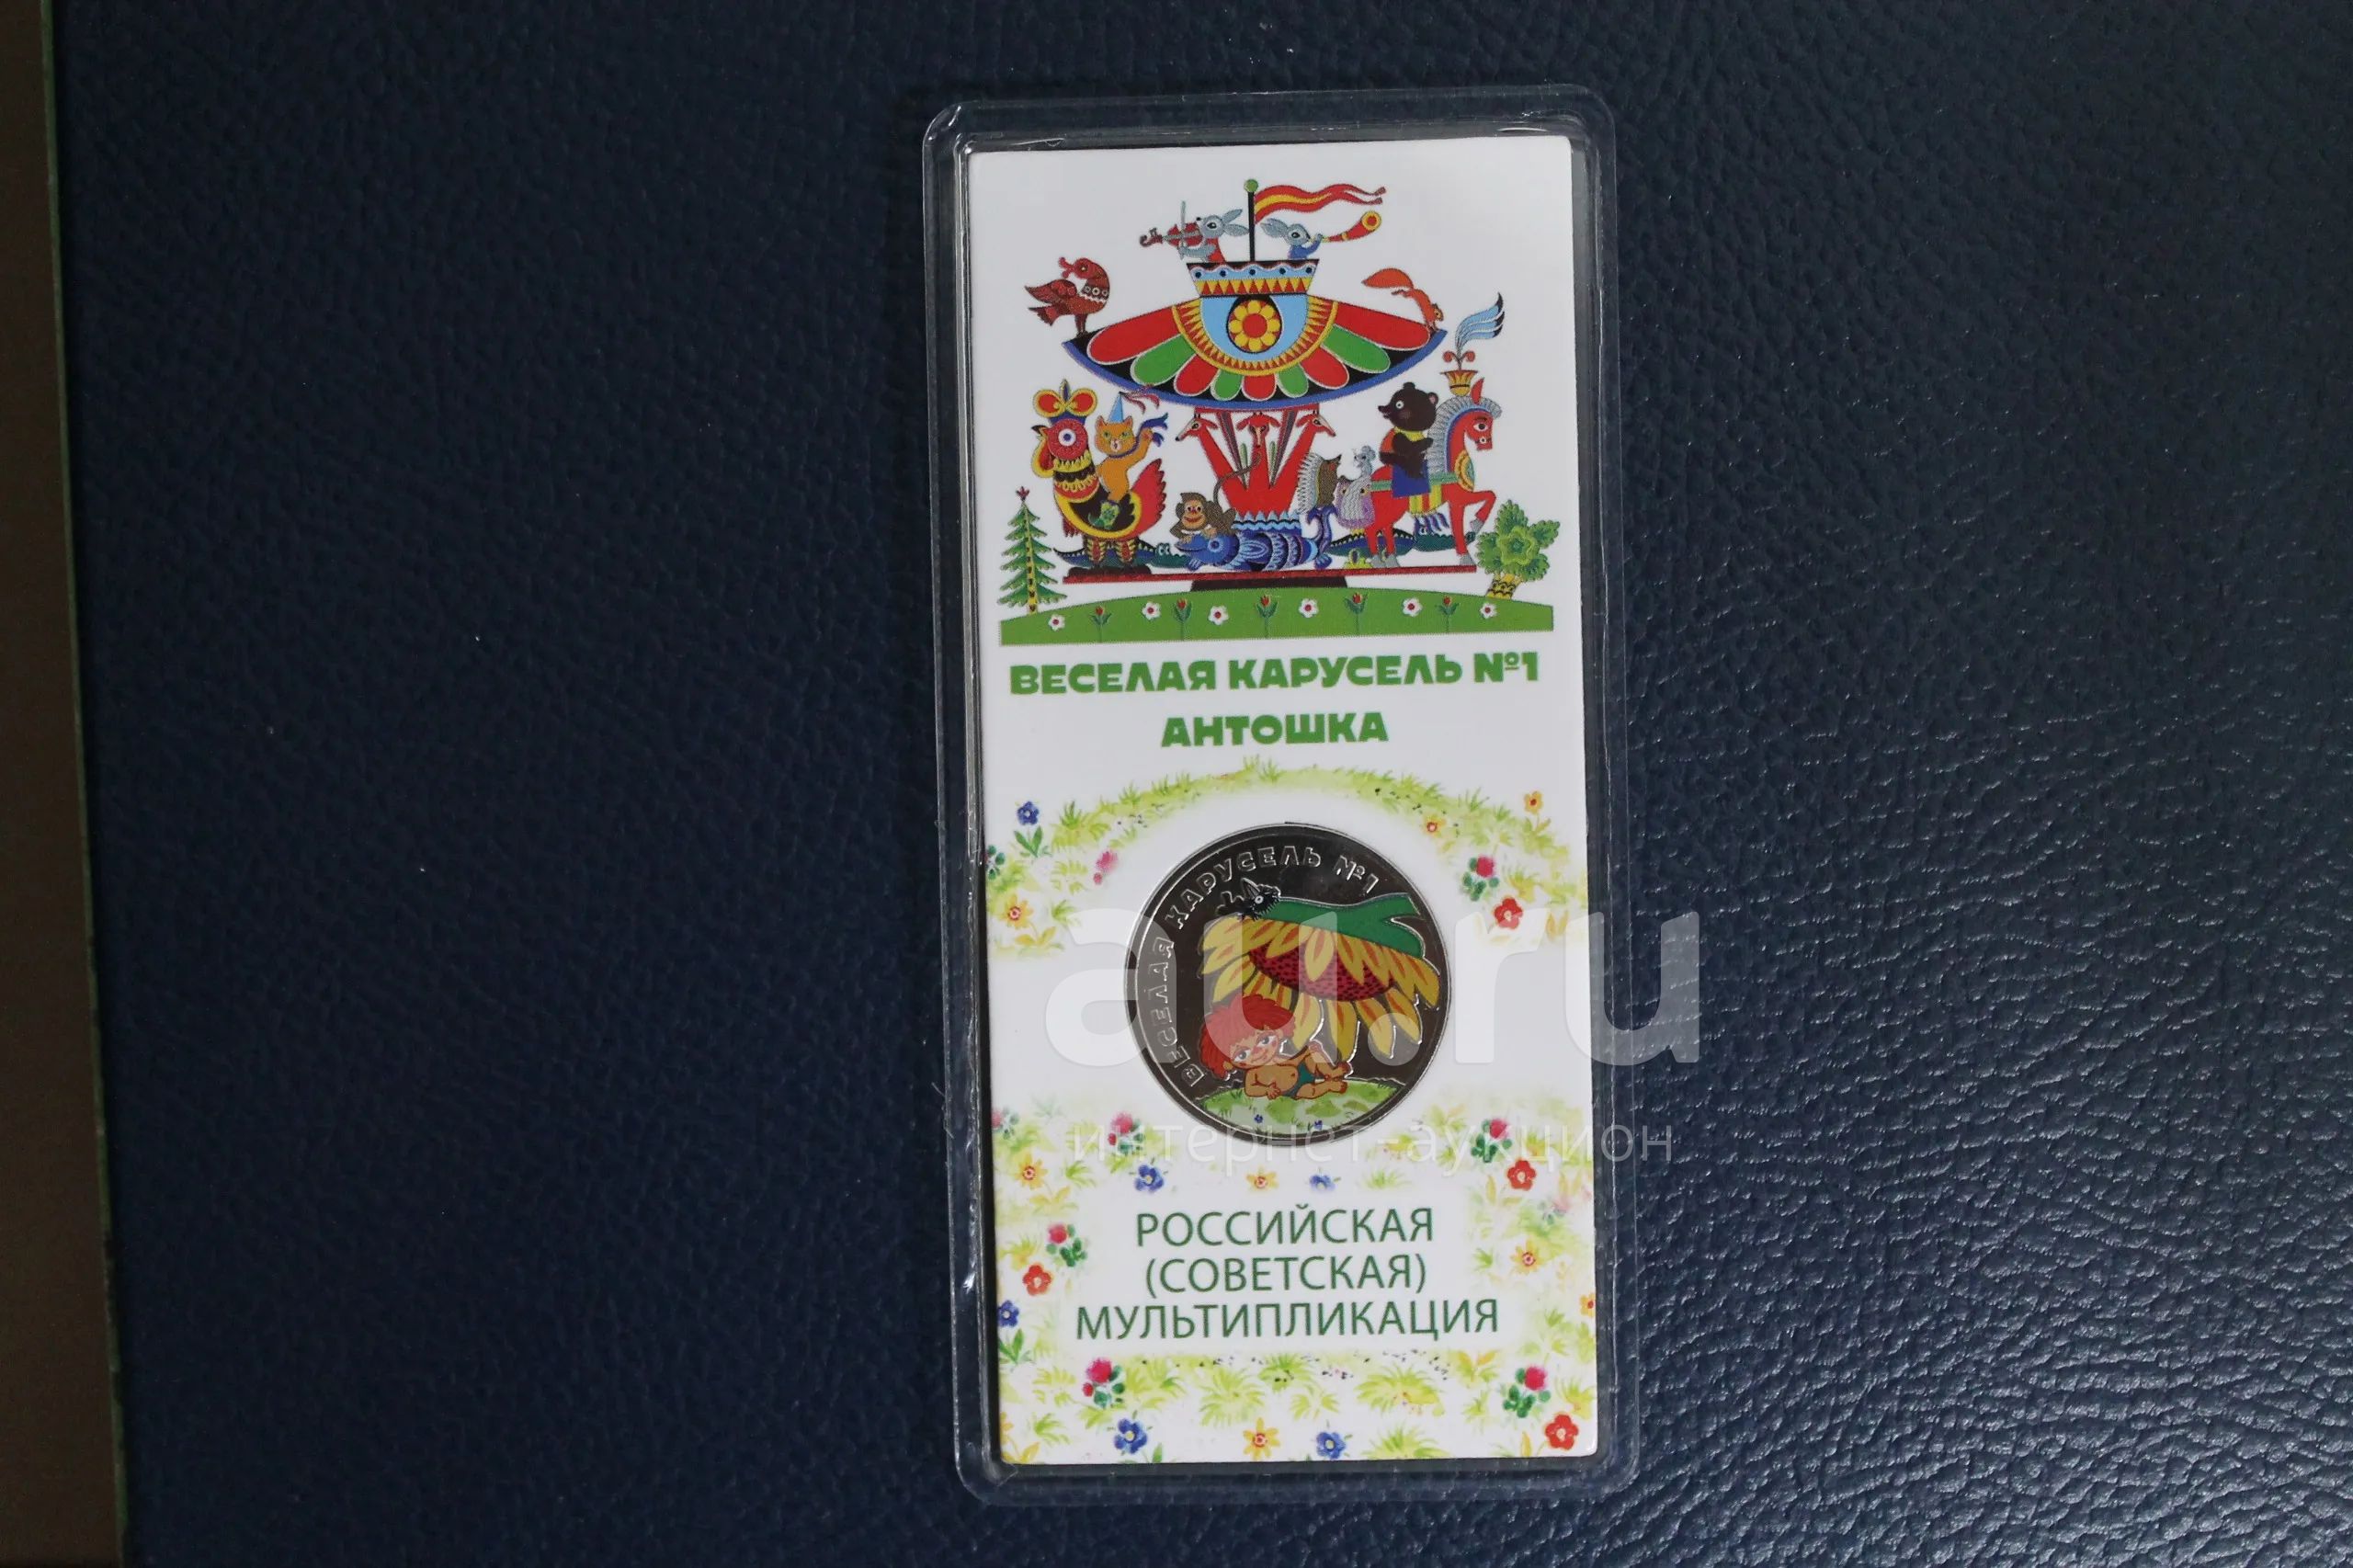 ВЕСЕЛАЯ КАРУСЕЛЬ №1
АНТОШКА
ВЕСЕЛАЯ КАРУСЕЛЬ №1
au.ru
интернет-аукцион
РОССИЙСКАЯ
(СОВЕТСКАЯ)
МУЛЬТИПЛИКАЦИЯ